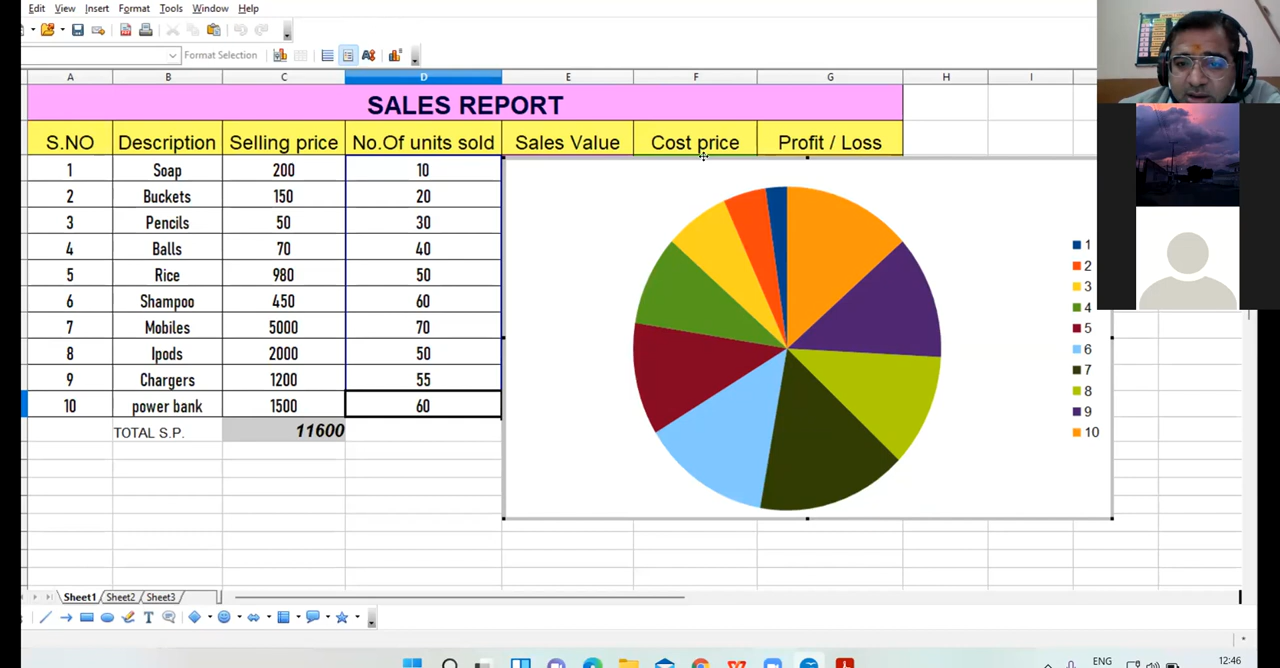 Edit View Insert Format Tools Window Help
Format Selection
A B C D E F G H I
SALES REPORT
S.NO Description Selling price No.Of units sold Sales Value Cost price Profit / Loss
1 Soap 200 10
2 Buckets 150 20
3 Pencils 50 30
4 Balls 70 40
5 Rice 980 50
6 Shampoo 450 60
7 Mobiles 5000 70
8 Ipods 2000 50
9 Chargers 1200 55
10 power bank 1500 60
TOTAL S.P. 11600
1
2
3
4
5
6
7
8
9
10
Sheet1 Sheet2 Sheet3
ENG 12:46